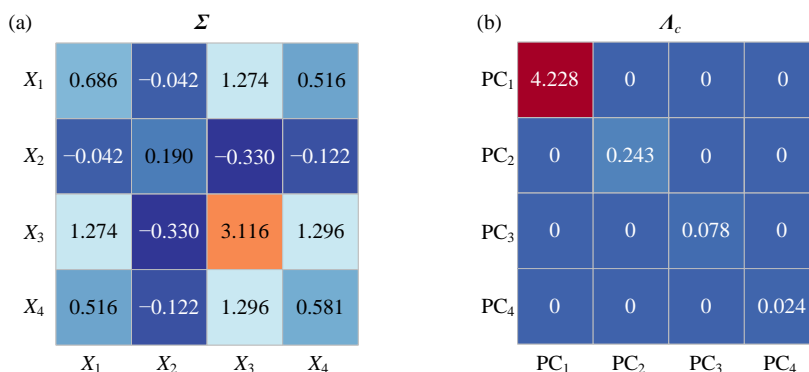 (a) Σ
X₁ 0.686 −0.042 1.274 0.516
X₂ −0.042 0.190 −0.330 −0.122
X₃ 1.274 −0.330 3.116 1.296
X₄ 0.516 −0.122 1.296 0.581
X₁ X₂ X₃ X₄
(b) Λc
PC₁ 4.228 0 0 0
PC₂ 0 0.243 0 0
PC₃ 0 0 0.078 0
PC₄ 0 0 0 0.024
PC₁ PC₂ PC₃ PC₄